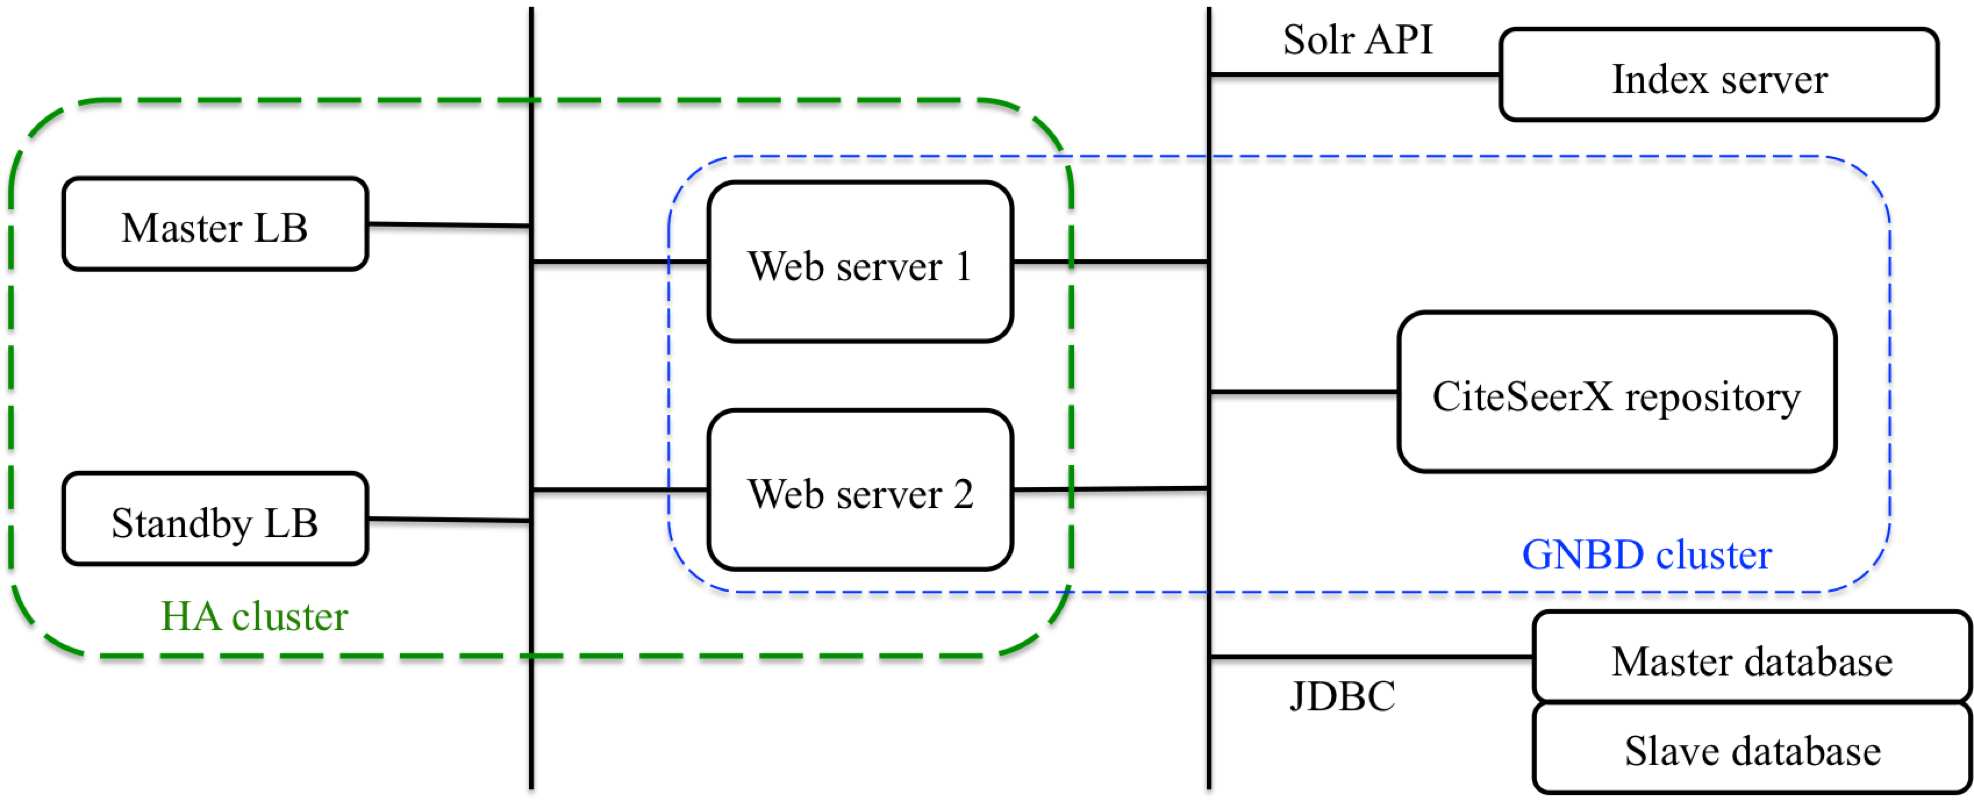 Solr API
Index server
Master LB
Web server 1
CiteSeerX repository
Web server 2
Standby LB
GNBD cluster
HA cluster
Master database
JDBC
Slave database